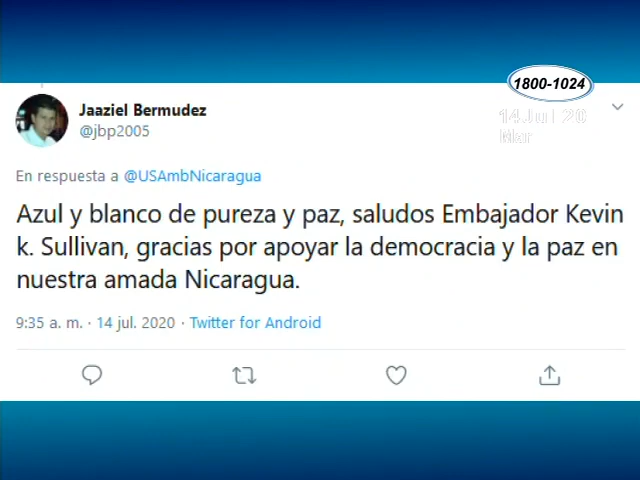 1800-1024
14 Jul 20
Mar
Jaaziel Bermudez
@jbp2005
En respuesta a @USAmbNicaragua
Azul y blanco de pureza y paz, saludos Embajador Kevin
k. Sullivan, gracias por apoyar la democracia y la paz en
nuestra amada Nicaragua.
9:35 a. m. · 14 jul. 2020 · Twitter for Android